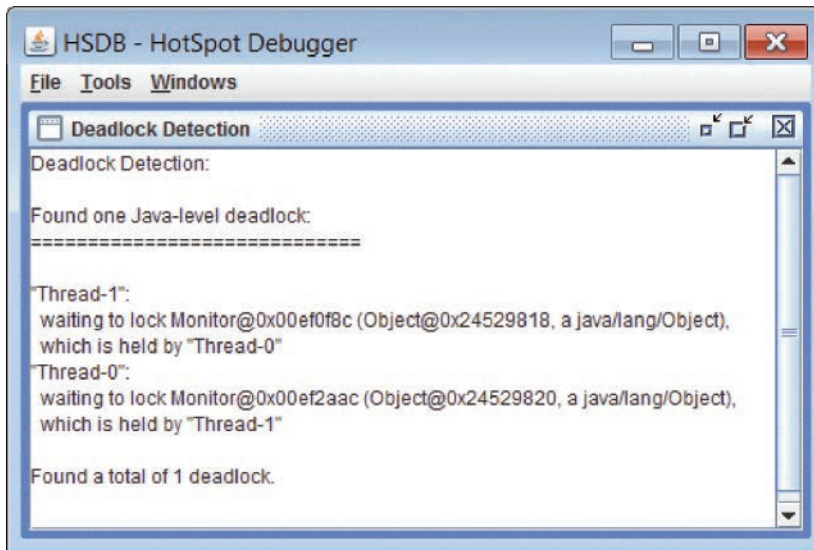 HSDB - HotSpot Debugger
File Tools Windows
Deadlock Detection
Deadlock Detection:
Found one Java-level deadlock:
=============================
"Thread-1":
waiting to lock Monitor@0x00ef0f8c (Object@0x24529818, a java/lang/Object),
which is held by "Thread-0"
"Thread-0":
waiting to lock Monitor@0x00ef2aac (Object@0x24529820, a java/lang/Object),
which is held by "Thread-1"
Found a total of 1 deadlock.